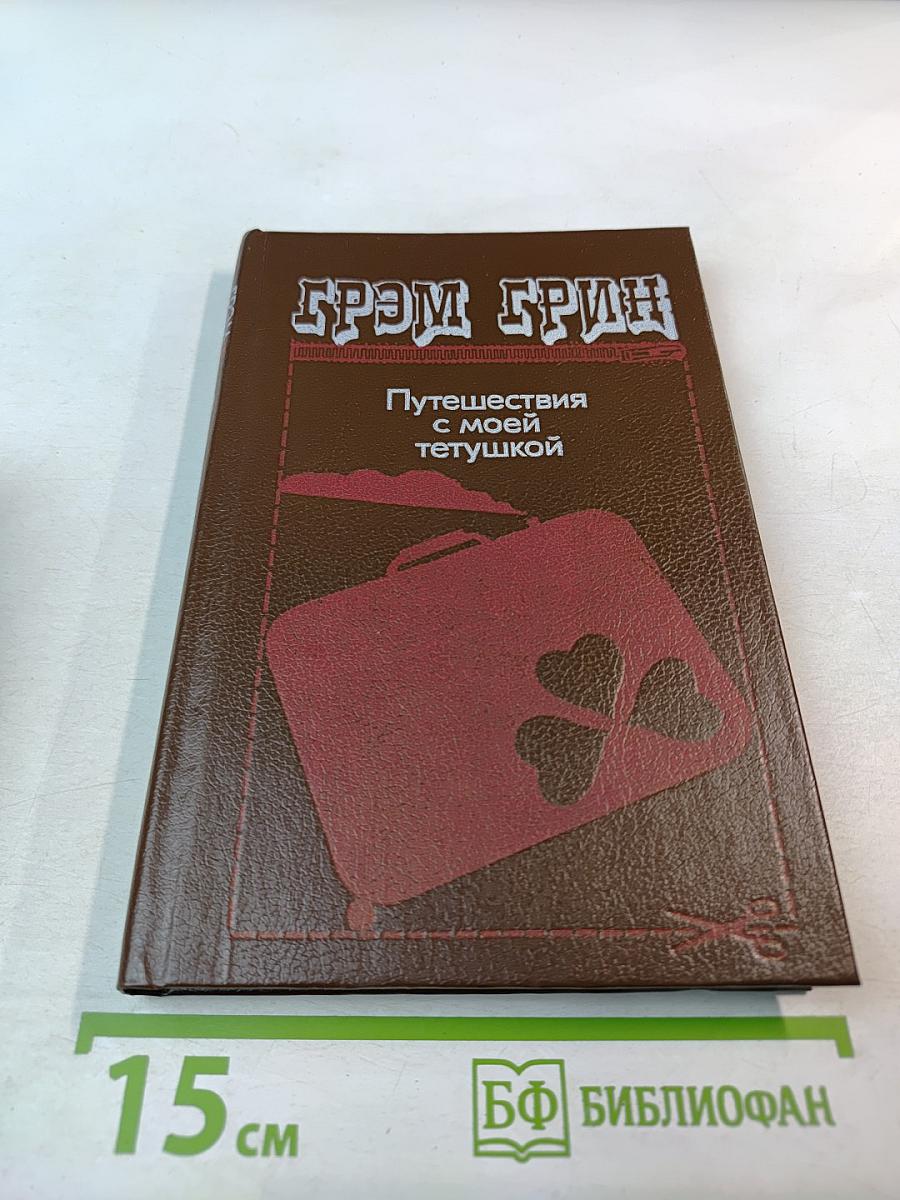 ГРЭМ ГРИН
Путешествия
с моей
тетушкой
15 см
БФ БИБЛИОФАН